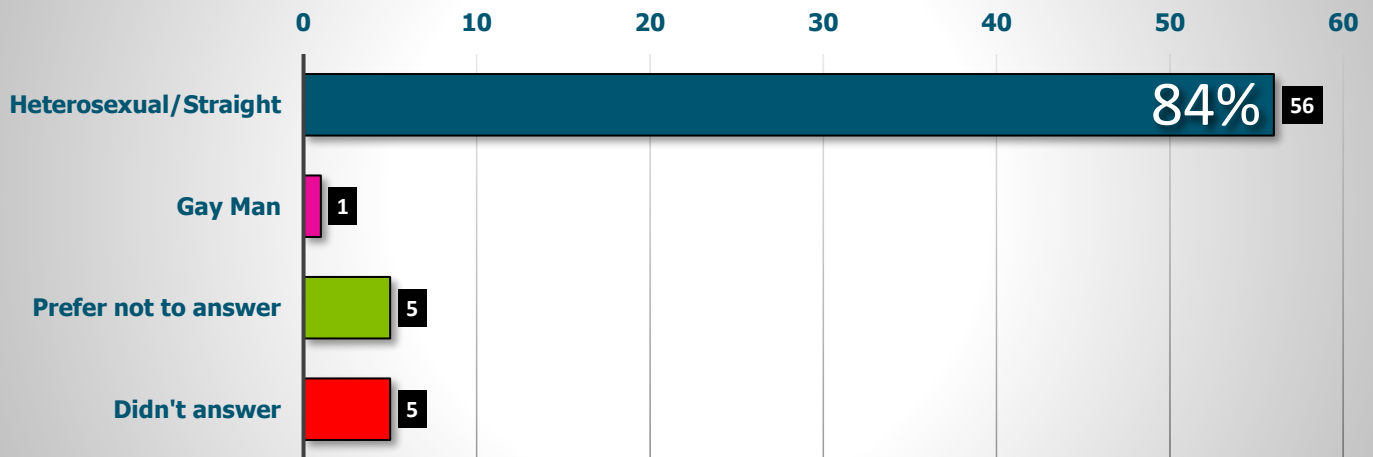 0 10 20 30 40 50 60
Heterosexual/Straight 84% 56
Gay Man 1
Prefer not to answer 5
Didn't answer 5